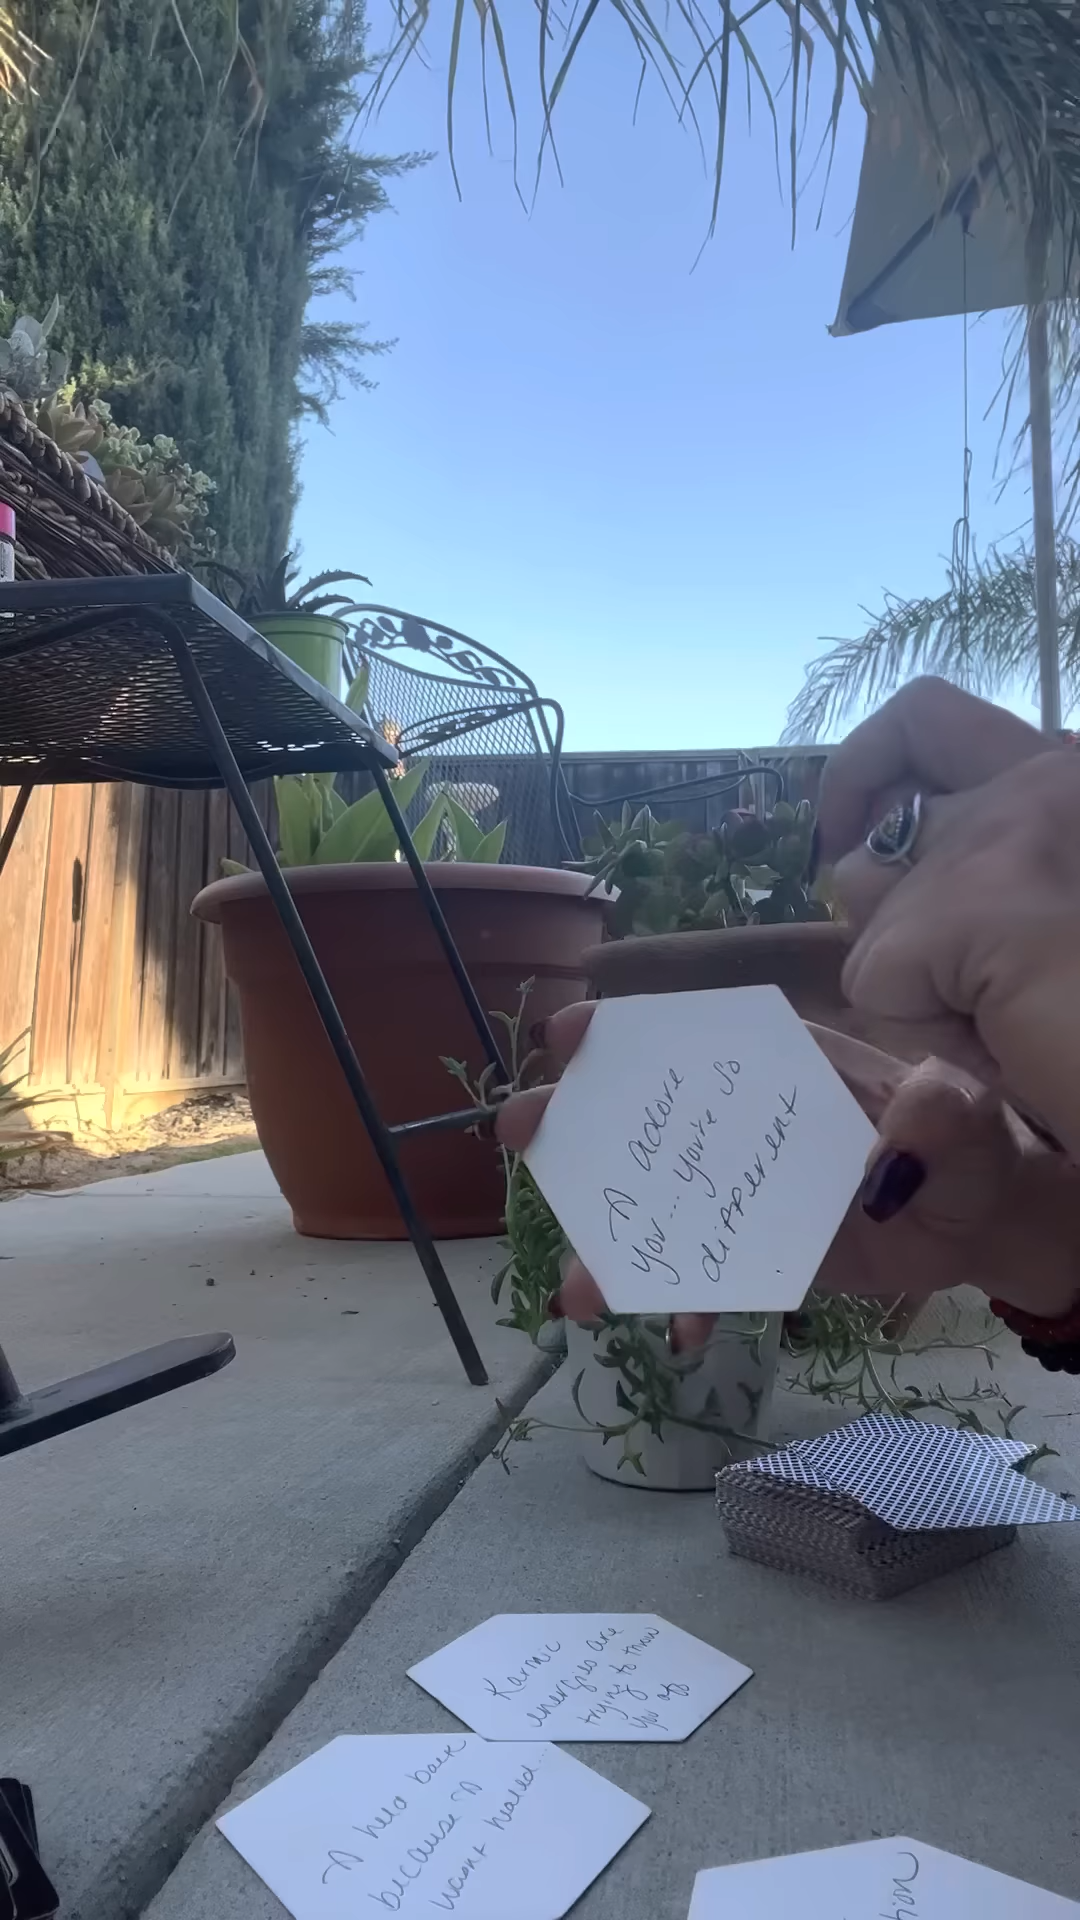 I adore
you... you're so
different
Karmic
energies are
trying to throw
you off
I held back
because I
wasn't healed...